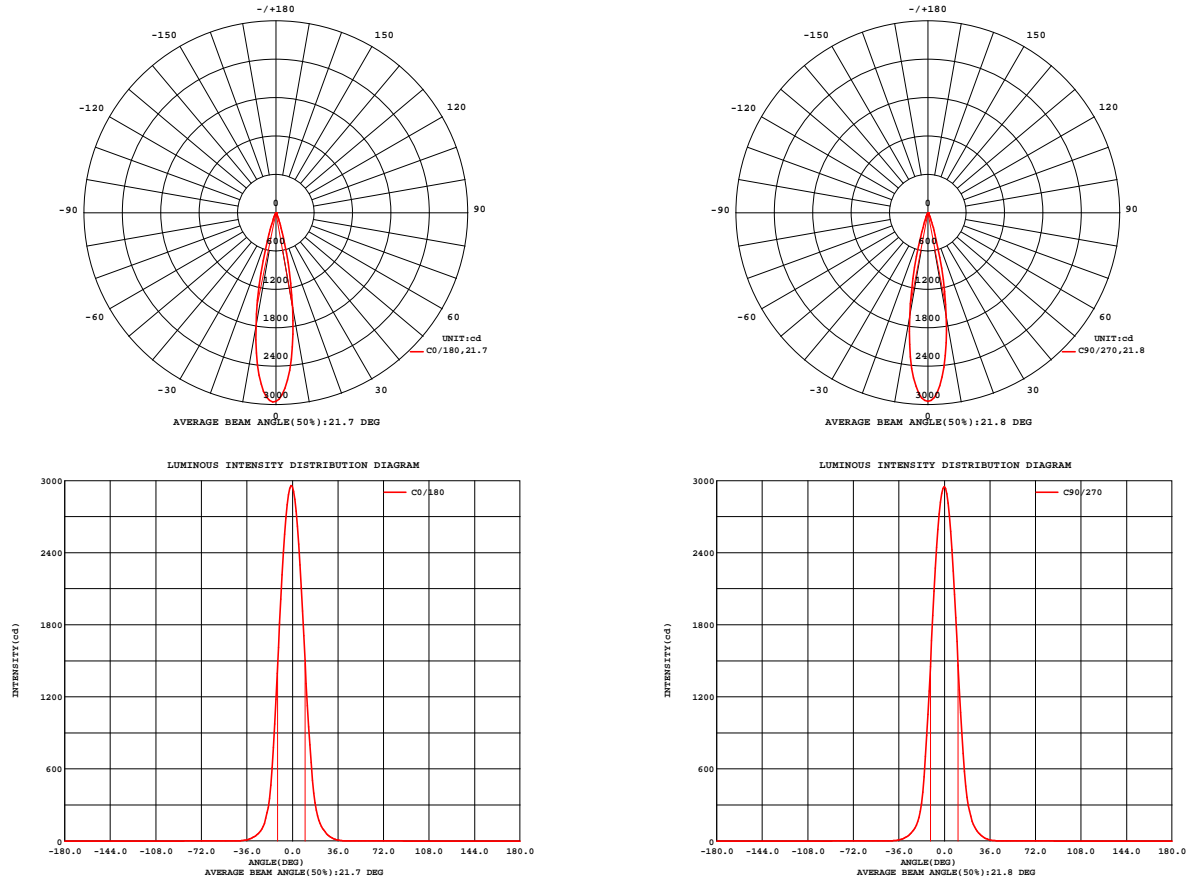 -/+180
-150
150
-120
120
-90
90
0
600
1200
1800
2400
3000
-60
60
-30
30
0
UNIT:cd
C0/180,21.7
AVERAGE BEAM ANGLE(50%):21.7 DEG
-/+180
-150
150
-120
120
-90
90
0
600
1200
1800
2400
3000
-60
60
-30
30
0
UNIT:cd
C90/270,21.8
AVERAGE BEAM ANGLE(50%):21.8 DEG
LUMINOUS INTENSITY DISTRIBUTION DIAGRAM
C0/180
INTENSITY(cd)
3000
2400
1800
1200
600
0
-180.0 -144.0 -108.0 -72.0 -36.0 0.0 36.0 72.0 108.0 144.0 180.0
ANGLE(DEG)
AVERAGE BEAM ANGLE(50%):21.7 DEG
LUMINOUS INTENSITY DISTRIBUTION DIAGRAM
C90/270
INTENSITY(cd)
3000
2400
1800
1200
600
0
-180.0 -144.0 -108.0 -72.0 -36.0 0.0 36.0 72.0 108.0 144.0 180.0
ANGLE(DEG)
AVERAGE BEAM ANGLE(50%):21.8 DEG